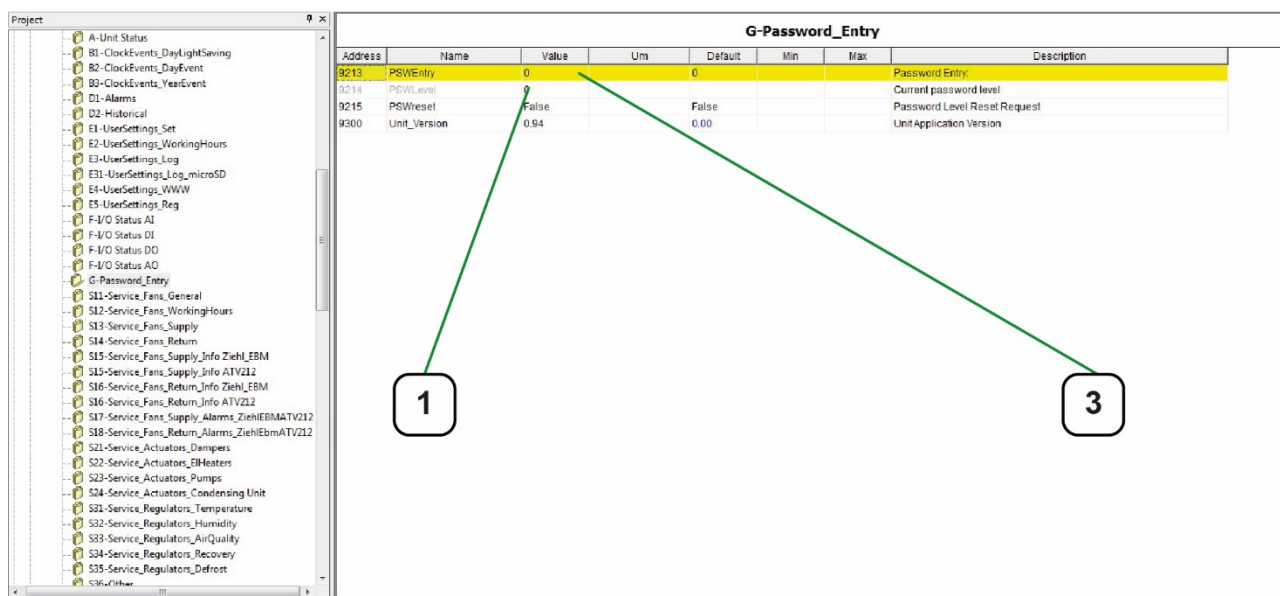 Project
A-Unit Status
B1-ClockEvents_DayLightSaving
B2-ClockEvents_DayEvent
B3-ClockEvents_YearEvent
D1-Alarms
D2-Historical
E1-UserSettings_Set
E2-UserSettings_WorkingHours
E3-UserSettings_Log
E31-UserSettings_Log_microSD
E4-UserSettings_WWW
E5-UserSettings_Reg
F-I/O Status AI
F-I/O Status DI
F-I/O Status DO
F-I/O Status AO
G-Password_Entry
S11-Service_Fans_General
S12-Service_Fans_WorkingHours
S13-Service_Fans_Supply
S14-Service_Fans_Return
S15-Service_Fans_Supply_Info Ziehl_EBM
S15-Service_Fans_Supply_Info ATV212
S16-Service_Fans_Return_Info Ziehl_EBM
S16-Service_Fans_Return_Info ATV212
S17-Service_Fans_Supply_Alarms_ZiehlEBMATV212
S18-Service_Fans_Return_Alarms_ZiehlEbmATV212
S21-Service_Actuators_Dampers
S22-Service_Actuators_ElHeaters
S23-Service_Actuators_Pumps
S24-Service_Actuators_Condensing Unit
S31-Service_Regulators_Temperature
S32-Service_Regulators_Humidity
S33-Service_Regulators_AirQuality
S34-Service_Regulators_Recovery
S35-Service_Regulators_Defrost
S36-Other
G-Password_Entry
Address Name Value Um Default Min Max Description
9213 PSWEntry 0 0 Password Entry:
9214 PSWLevel 0 Current password level
9215 PSWreset False False Password Level Reset Request
9300 Unit_Version 0.94 0.00 Unit Application Version
1
3